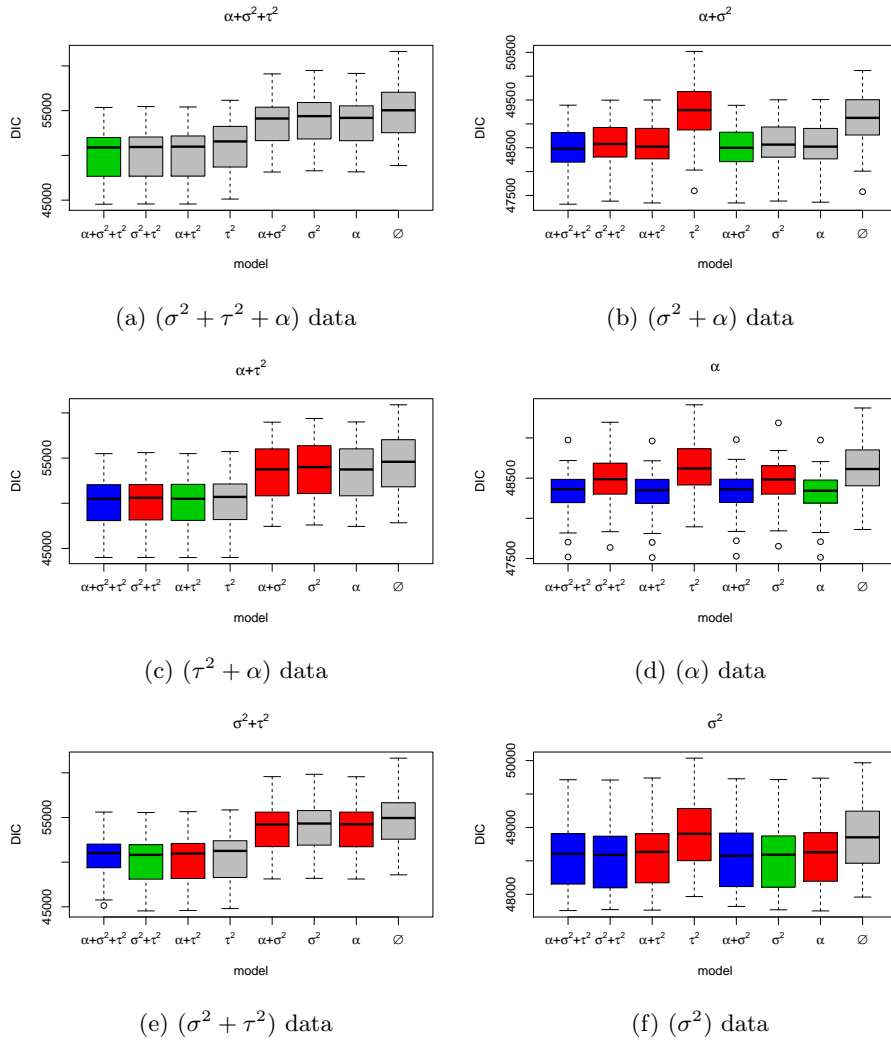 α+σ²+τ²
DIC
45000 55000
α+σ²+τ² σ²+τ² α+τ² τ² α+σ² σ² α ∅
model
(a) (σ² + τ² + α) data
α+σ²
DIC
47500 48500 49500 50500
α+σ²+τ² σ²+τ² α+τ² τ² α+σ² σ² α ∅
model
(b) (σ² + α) data
α+τ²
DIC
45000 55000
α+σ²+τ² σ²+τ² α+τ² τ² α+σ² σ² α ∅
model
(c) (τ² + α) data
α
DIC
47500 48500
α+σ²+τ² σ²+τ² α+τ² τ² α+σ² σ² α ∅
model
(d) (α) data
σ²+τ²
DIC
45000 55000
α+σ²+τ² σ²+τ² α+τ² τ² α+σ² σ² α ∅
model
(e) (σ² + τ²) data
σ²
DIC
48000 49000 50000
α+σ²+τ² σ²+τ² α+τ² τ² α+σ² σ² α ∅
model
(f) (σ²) data